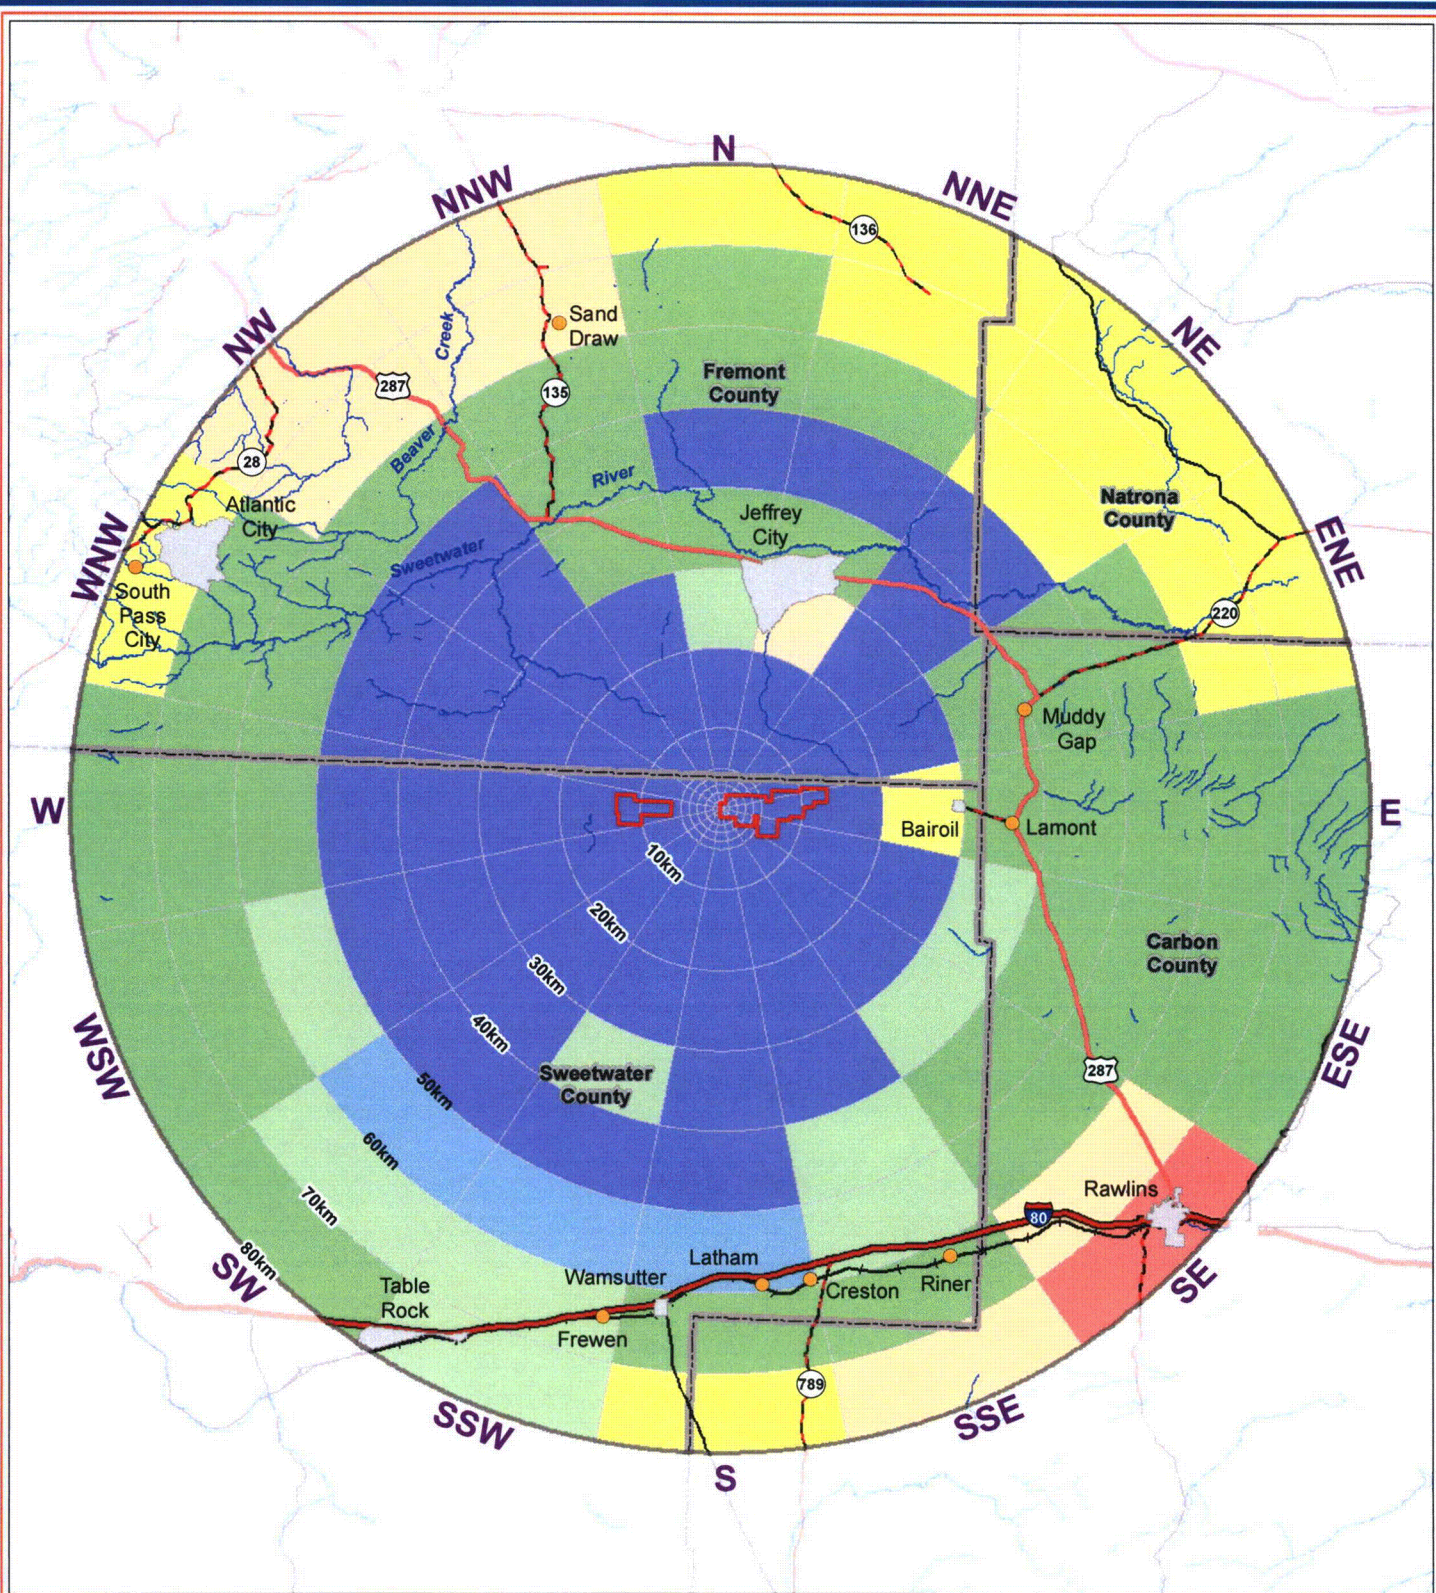 N
NNW
NNE
136
Sand
Draw
NW
NE
Creek
287
135
Fremont
County
28
Beaver
River
Atlantic
City
Jeffrey
City
Natrona
County
WNW
ENE
Sweetwater
South
Pass
City
220
Muddy
Gap
W
E
Bairoil
Lamont
10km
20km
30km
40km
50km
60km
70km
80km
Carbon
County
WSW
ESE
Sweetwater
County
287
Rawlins
80
SW
SE
Latham
Wamsutter
Table
Rock
Creston
Riner
Frewen
789
SSW
SSE
S